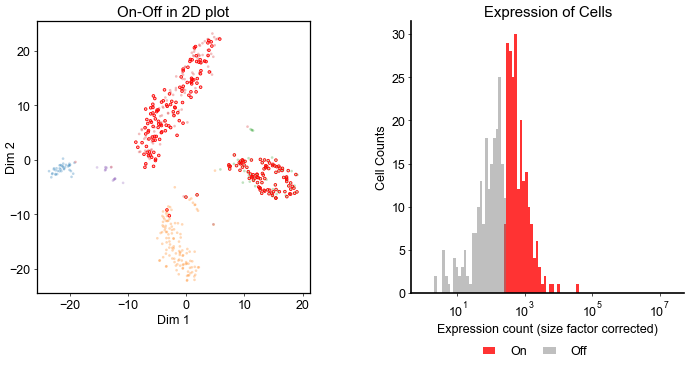 On-Off in 2D plot
20
10
0
−10
−20
Dim 2
−20 −10 0 10 20
Dim 1
Expression of Cells
30
25
20
15
10
5
0
Cell Counts
10^1 10^3 10^5 10^7
Expression count (size factor corrected)
On Off